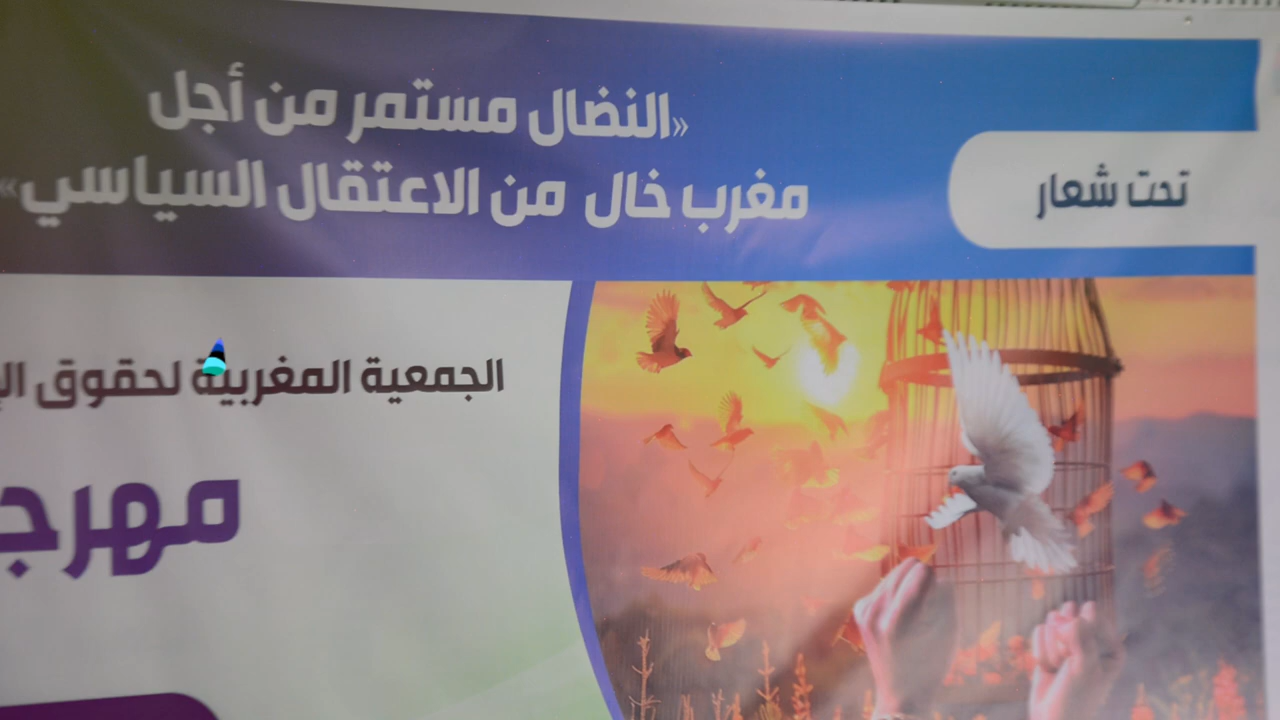 تحت شعار
«النضال مستمر من أجل
مغرب خال من الاعتقال السياسي»
الجمعية المغربية لحقوق